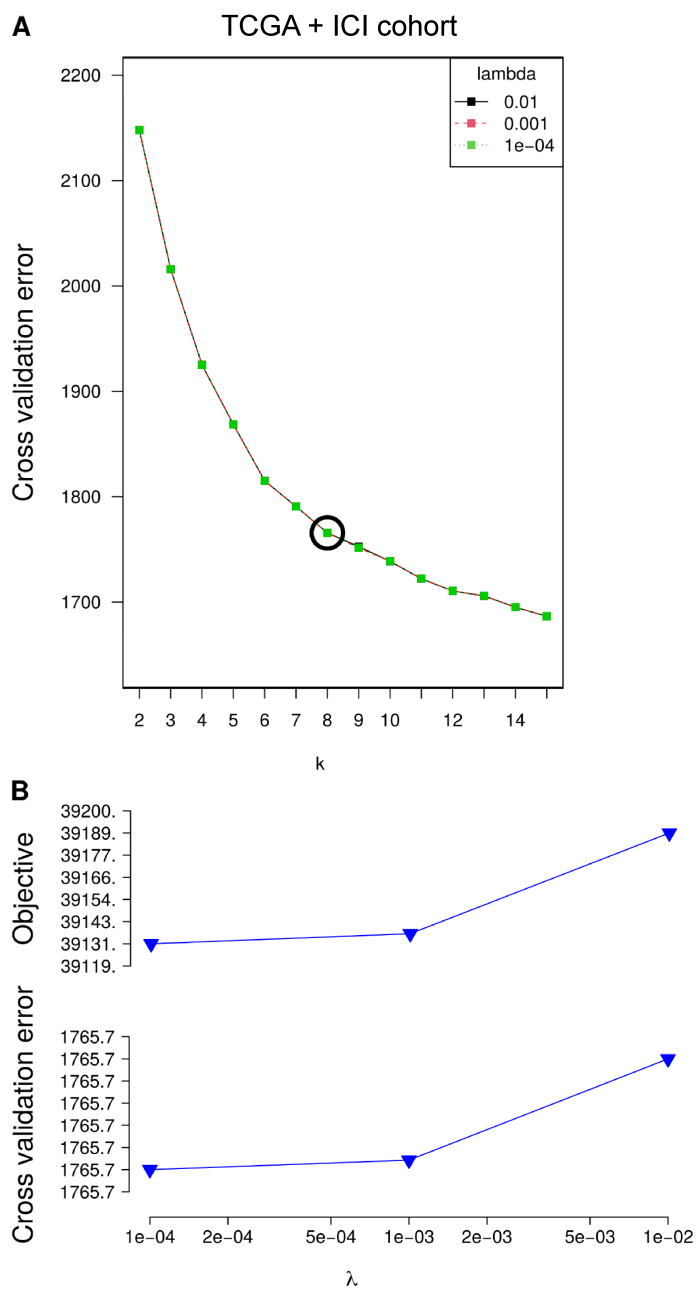 A
TCGA + ICI cohort
Cross validation error
2200
2100
2000
1900
1800
1700
lambda
0.01
0.001
1e−04
2 3 4 5 6 7 8 9 10 12 14
k
B
Objective
39200.
39189.
39177.
39166.
39154.
39143.
39131.
39119.
Cross validation error
1765.7
1765.7
1765.7
1765.7
1765.7
1765.7
1765.7
1765.7
1e−04 2e−04 5e−04 1e−03 2e−03 5e−03 1e−02
λ